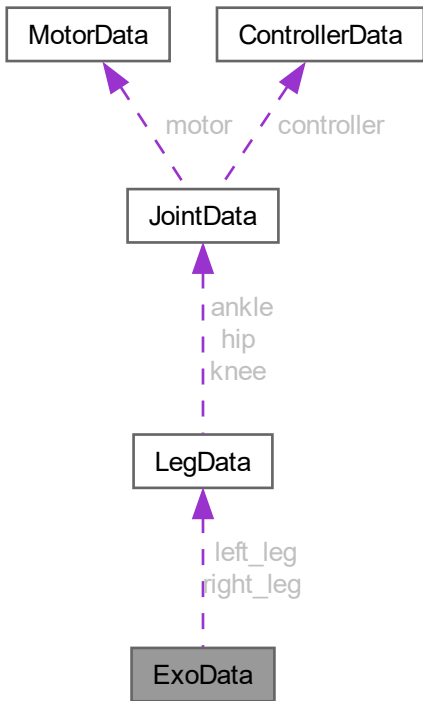 MotorData
ControllerData
motor
controller
JointData
ankle
hip
knee
LegData
left_leg
right_leg
ExoData